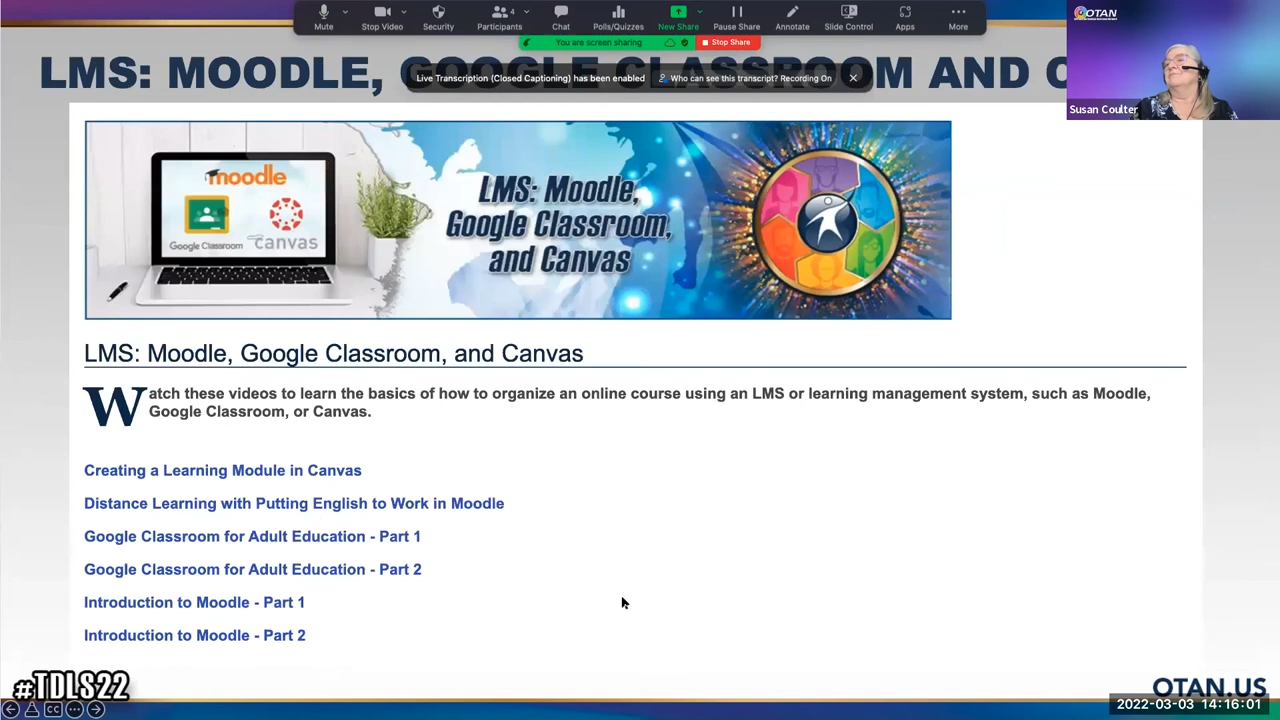 Mute
Stop Video
Security
Participants
4
Chat
Polls/Quizzes
New Share
Pause Share
Annotate
Slide Control
Apps
More
You are screen sharing
Stop Share
LMS: MOODLE, GOOGLE CLASSROOM AND C
Live Transcription (Closed Captioning) has been enabled
Who can see this transcript? Recording On
OTAN
Susan Coulter
moodle
Google Classroom
canvas
LMS: Moodle,
Google Classroom,
and Canvas
LMS: Moodle, Google Classroom, and Canvas
Watch these videos to learn the basics of how to organize an online course using an LMS or learning management system, such as Moodle,
Google Classroom, or Canvas.
Creating a Learning Module in Canvas
Distance Learning with Putting English to Work in Moodle
Google Classroom for Adult Education - Part 1
Google Classroom for Adult Education - Part 2
Introduction to Moodle - Part 1
Introduction to Moodle - Part 2
#TDLS22
OTAN.US
CC
2022-03-03 14:16:01